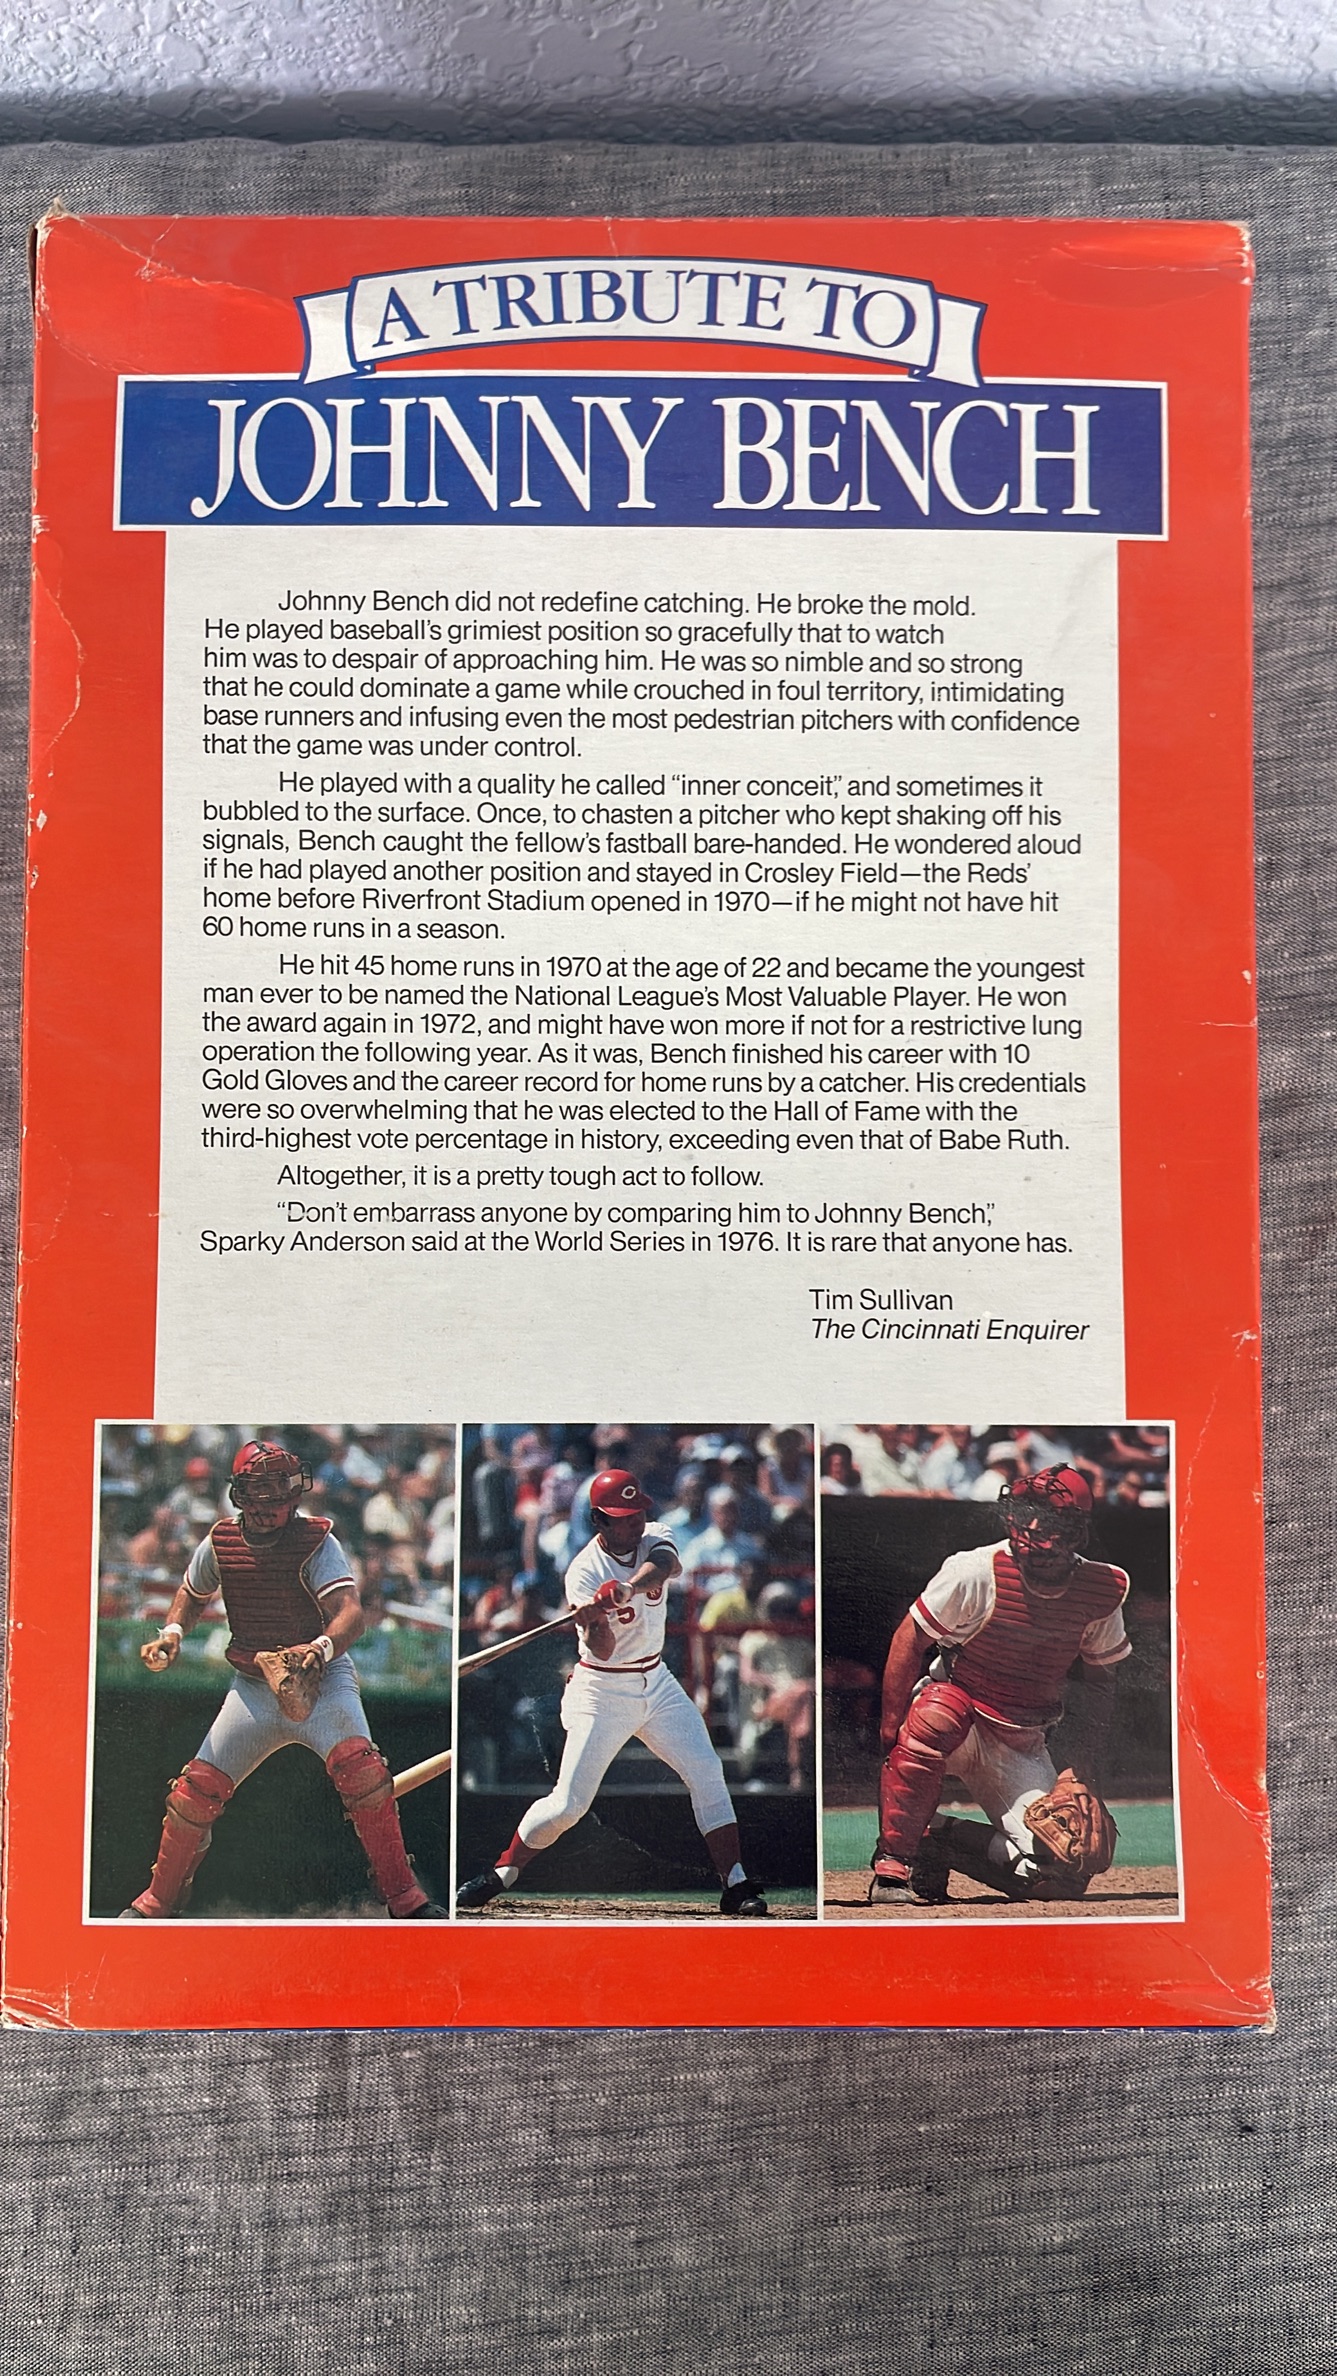 A TRIBUTE TO
JOHNNY BENCH
Johnny Bench did not redefine catching. He broke the mold.
He played baseball's grimiest position so gracefully that to watch
him was to despair of approaching him. He was so nimble and so strong
that he could dominate a game while crouched in foul territory, intimidating
base runners and infusing even the most pedestrian pitchers with confidence
that the game was under control.
He played with a quality he called “inner conceit,” and sometimes it
bubbled to the surface. Once, to chasten a pitcher who kept shaking off his
signals, Bench caught the fellow's fastball bare-handed. He wondered aloud
if he had played another position and stayed in Crosley Field—the Reds'
home before Riverfront Stadium opened in 1970—if he might not have hit
60 home runs in a season.
He hit 45 home runs in 1970 at the age of 22 and became the youngest
man ever to be named the National League's Most Valuable Player. He won
the award again in 1972, and might have won more if not for a restrictive lung
operation the following year. As it was, Bench finished his career with 10
Gold Gloves and the career record for home runs by a catcher. His credentials
were so overwhelming that he was elected to the Hall of Fame with the
third-highest vote percentage in history, exceeding even that of Babe Ruth.
Altogether, it is a pretty tough act to follow.
“Don't embarrass anyone by comparing him to Johnny Bench,”
Sparky Anderson said at the World Series in 1976. It is rare that anyone has.
Tim Sullivan
The Cincinnati Enquirer
C
5